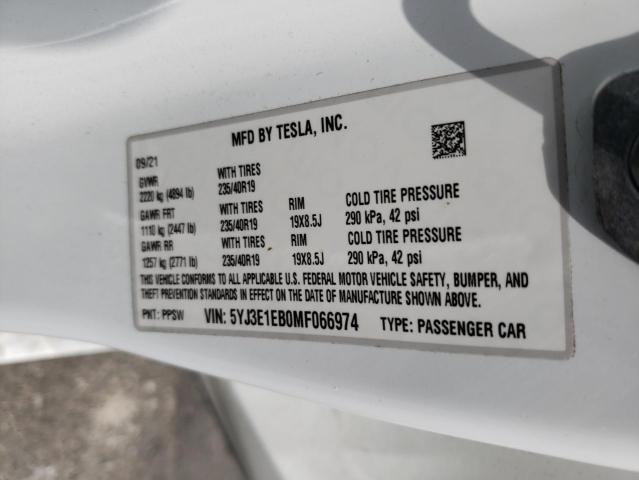 MFD BY TESLA, INC.
09/21
GVWR WITH TIRES
2220 kg (4894 lb) 235/40R19
GAWR FRT WITH TIRES RIM COLD TIRE PRESSURE
1110 kg (2447 lb) 235/40R19 19X8.5J 290 kPa, 42 psi
GAWR RR WITH TIRES RIM COLD TIRE PRESSURE
1257 kg (2771 lb) 235/40R19 19X8.5J 290 kPa, 42 psi
THIS VEHICLE CONFORMS TO ALL APPLICABLE U.S. FEDERAL MOTOR VEHICLE SAFETY, BUMPER, AND
THEFT PREVENTION STANDARDS IN EFFECT ON THE DATE OF MANUFACTURE SHOWN ABOVE.
PNT: PPSW VIN: 5YJ3E1EB0MF066974 TYPE: PASSENGER CAR